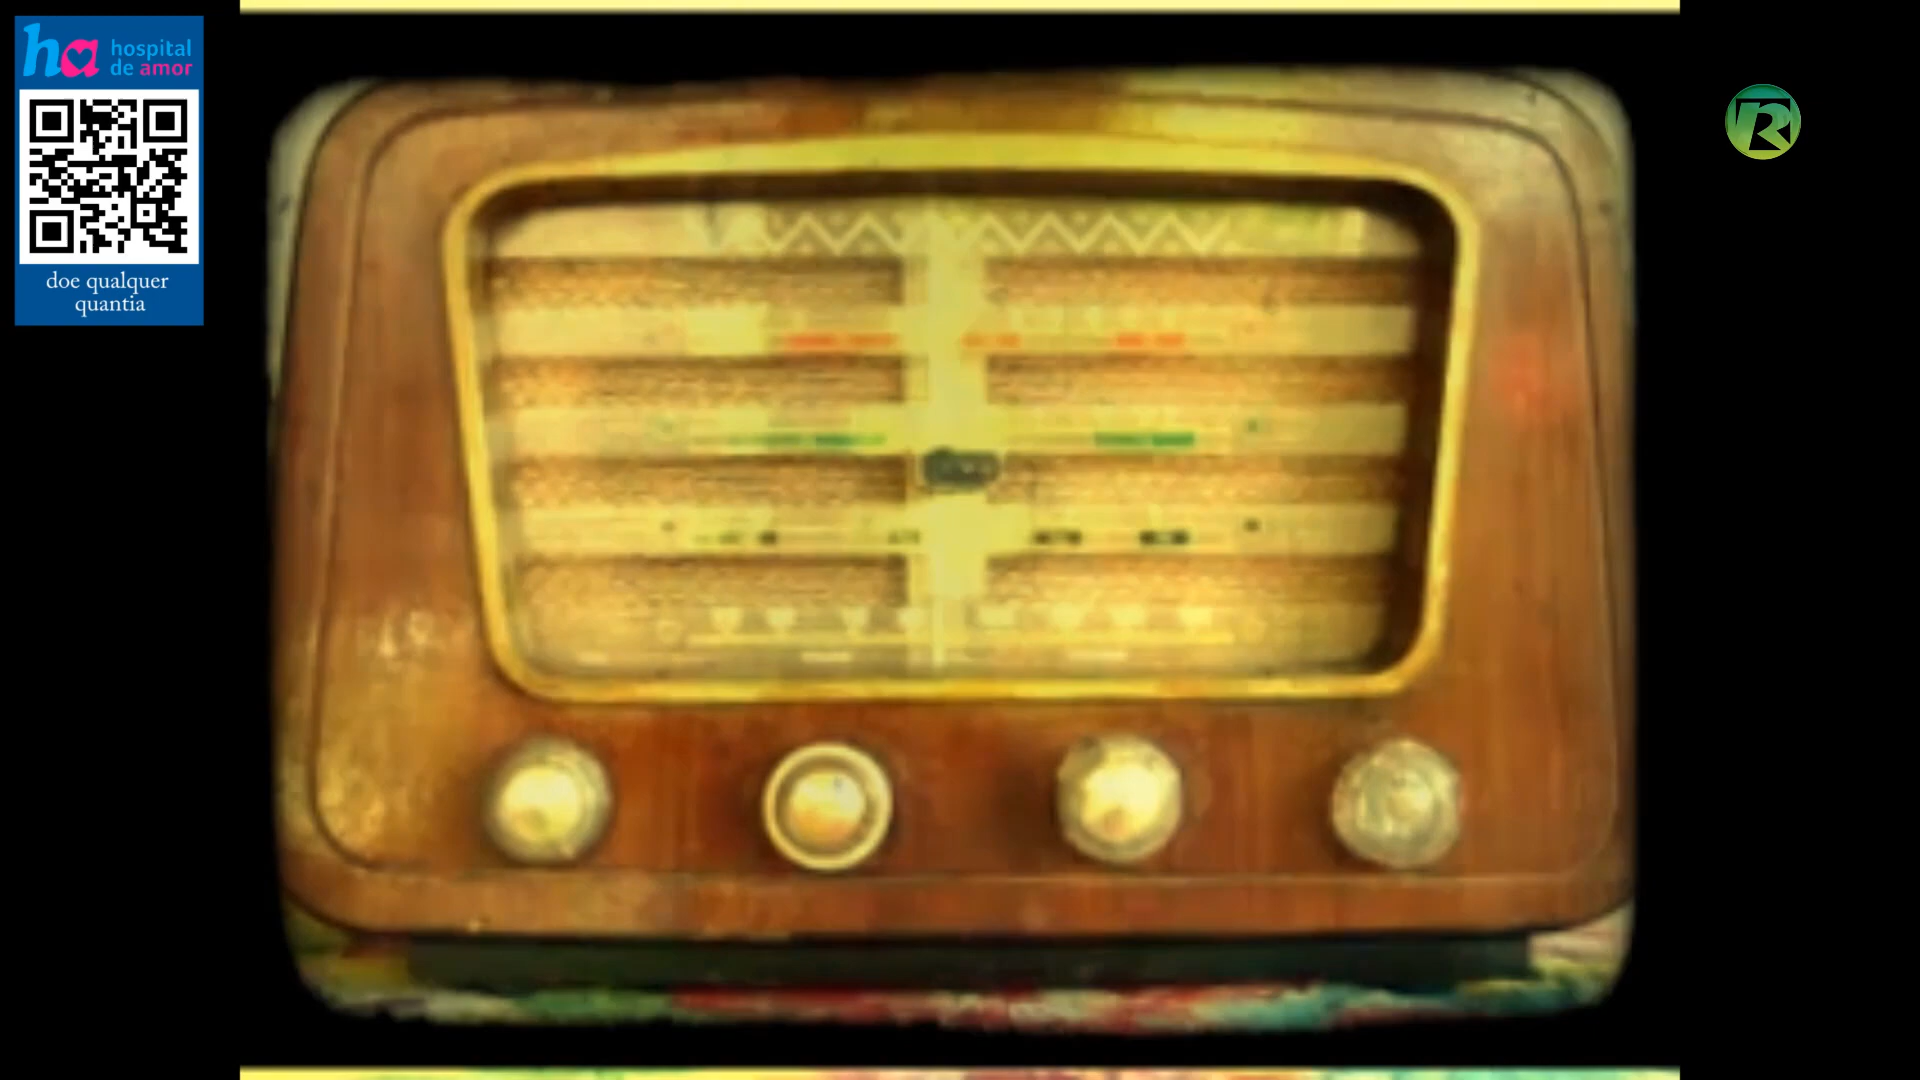 ha hospital
de amor
doe qualquer
quantia
R